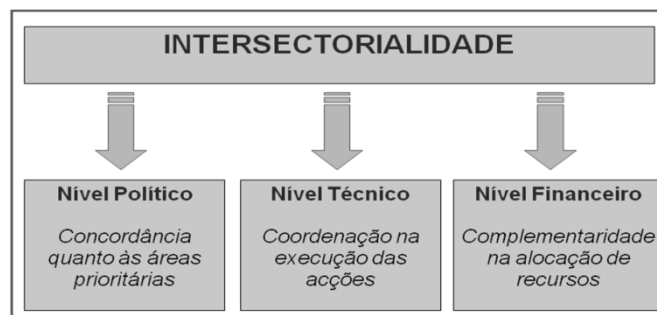 INTERSECTORIALIDADE
Nível Político
Concordância
quanto às áreas
prioritárias
Nível Técnico
Coordenação na
execução das
acções
Nível Financeiro
Complementaridade
na alocação de
recursos